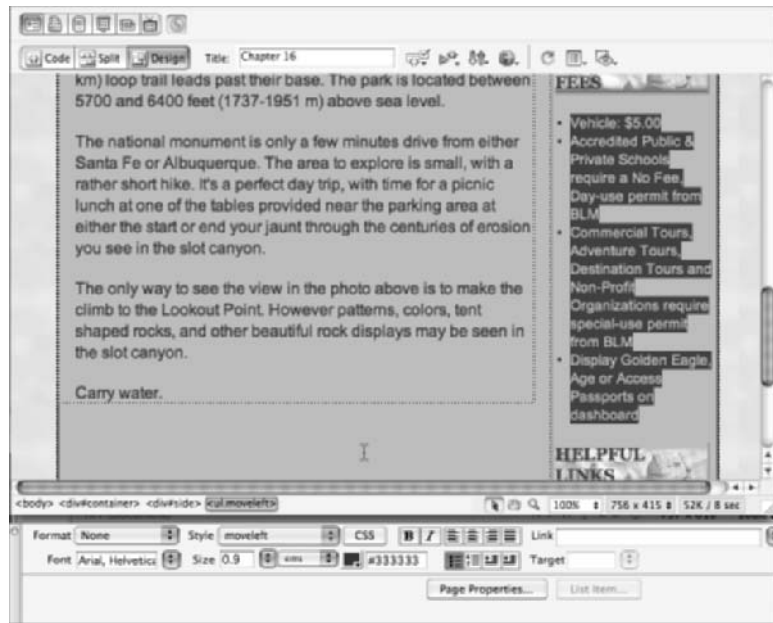 Code Split Design Title: Chapter 16
km) loop trail leads past their base. The park is located between
5700 and 6400 feet (1737-1951 m) above sea level.
The national monument is only a few minutes drive from either
Santa Fe or Albuquerque. The area to explore is small, with a
rather short hike. It's a perfect day trip, with time for a picnic
lunch at one of the tables provided near the parking area at
either the start or end your jaunt through the centuries of erosion
you see in the slot canyon.
The only way to see the view in the photo above is to make the
climb to the Lookout Point. However patterns, colors, tent
shaped rocks, and other beautiful rock displays may be seen in
the slot canyon.
Carry water.
FEES
• Vehicle: $5.00
• Accredited Public &
Private Schools
require a No Fee,
Day-use permit from
BLM
• Commercial Tours,
Adventure Tours,
Destination Tours and
Non-Profit
Organizations require
special-use permit
from BLM
• Display Golden Eagle,
Age or Access
Passports on
dashboard
HELPFUL
LINKS
<body> <div#container> <div#side> <ul.moveleft> 100% 756 x 415 52K / 8 sec
Format None Style moveleft CSS B I Link
Font Arial, Helvetica Size 0.9 ems #333333 Target
Page Properties... List Item...